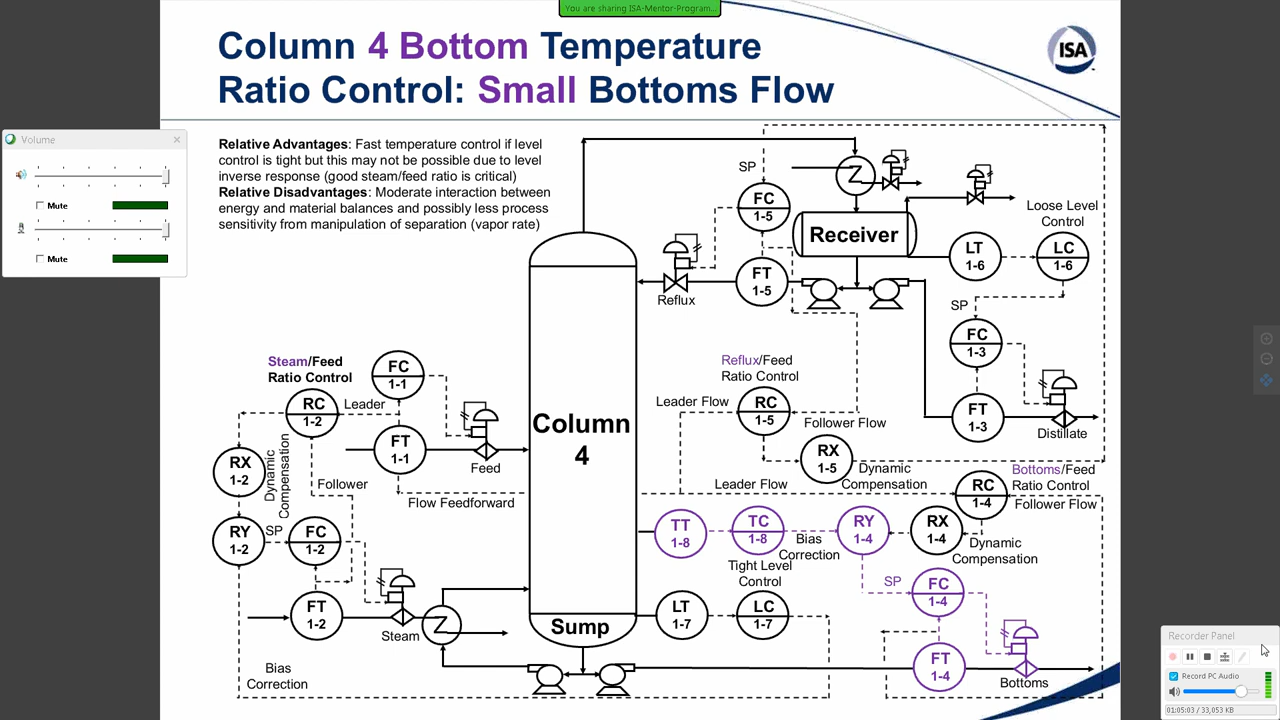 You are sharing ISA-Mentor-Program...
Column 4 Bottom Temperature
Ratio Control: Small Bottoms Flow
ISA
Volume
Mute
Mute
Relative Advantages: Fast temperature control if level
control is tight but this may not be possible due to level
inverse response (good steam/feed ratio is critical)
Relative Disadvantages: Moderate interaction between
energy and material balances and possibly less process
sensitivity from manipulation of separation (vapor rate)
SP
FC
1-5
Z
Receiver
Loose Level
Control
LT
1-6
LC
1-6
FT
1-5
Reflux
SP
FC
1-3
FT
1-3
Distillate
Steam/Feed
Ratio Control
FC
1-1
RC
1-2
Leader
FT
1-1
Feed
Column
4
Reflux/Feed
Ratio Control
Leader Flow
RC
1-5
Follower Flow
RX
1-5
Dynamic
Compensation
RX
1-2
Dynamic
Compensation
Follower
Flow Feedforward
Leader Flow
RC
1-4
Bottoms/Feed
Ratio Control
Follower Flow
RY
1-2
SP
FC
1-2
TT
1-8
TC
1-8
Bias
Correction
RY
1-4
RX
1-4
Dynamic
Compensation
Tight Level
Control
SP
FC
1-4
FT
1-2
Steam
Z
Sump
LT
1-7
LC
1-7
FT
1-4
Bottoms
Bias
Correction
Recorder Panel
Record PC Audio
01:05:03 / 33,053 KB